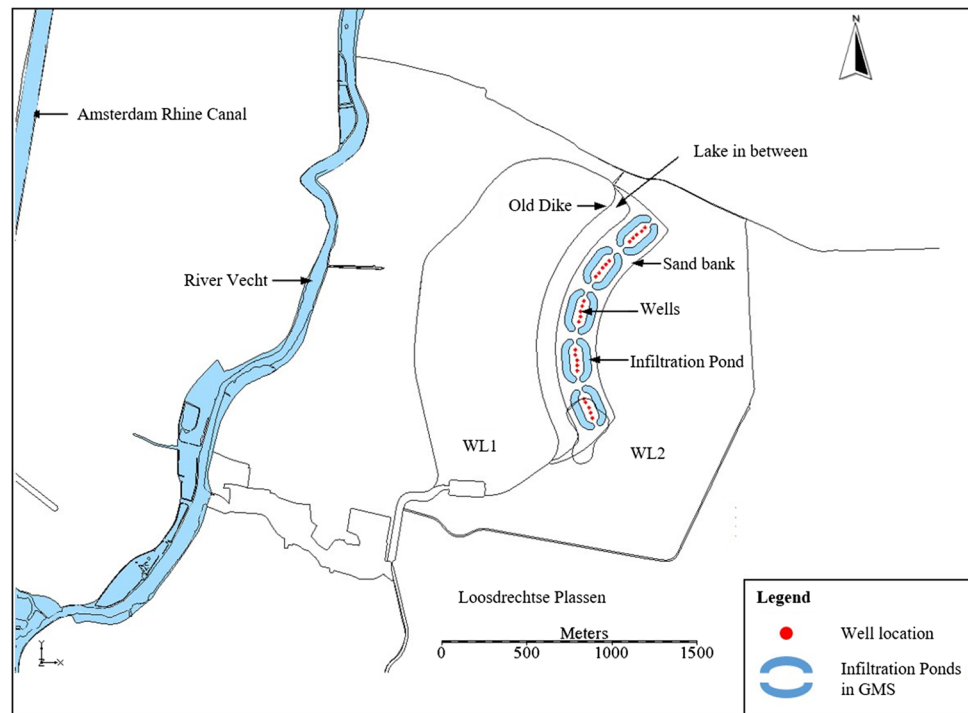 N
Amsterdam Rhine Canal
Lake in between
Old Dike
Sand bank
River Vecht
Wells
Infiltration Pond
WL1
WL2
Loosdrechtse Plassen
Meters
0 500 1000 1500
Legend
Well location
Infiltration Ponds
in GMS
Y
Z X